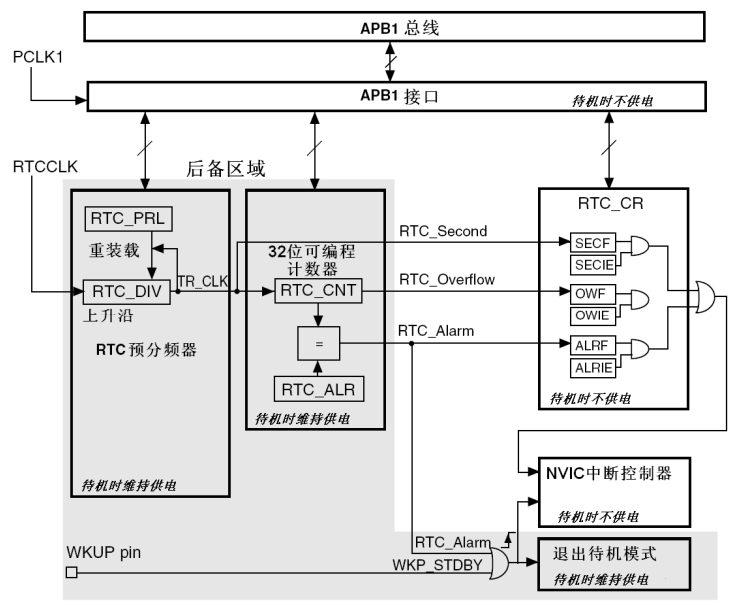 APB1 总线
PCLK1
APB1 接口
待机时不供电
RTCCLK
后备区域
RTC_PRL
重装载
RTC_DIV
上升沿
RTC预分频器
待机时维持供电
TR_CLK
32位可编程
计数器
RTC_CNT
=
RTC_ALR
待机时维持供电
RTC_Second
RTC_Overflow
RTC_Alarm
RTC_CR
SECF
SECIE
OWF
OWIE
ALRF
ALRIE
待机时不供电
NVIC中断控制器
待机时不供电
RTC_Alarm
WKUP pin
WKP_STDBY
退出待机模式
待机时维持供电